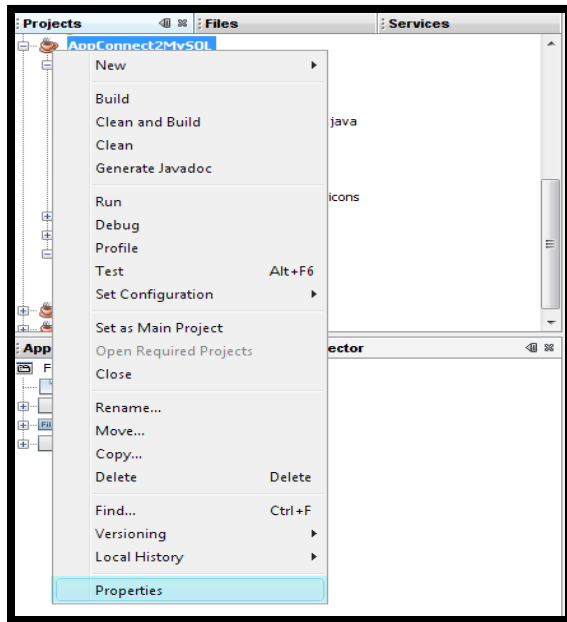 Projects Files Services
AppConnect2MySQL
New
Build
Clean and Build java
Clean
Generate Javadoc
Run icons
Debug
Profile
Test Alt+F6
Set Configuration
Set as Main Project
Open Required Projects App ector
Close F
Rename...
Move... Fil
Copy...
Delete Delete
Find... Ctrl+F
Versioning
Local History
Properties